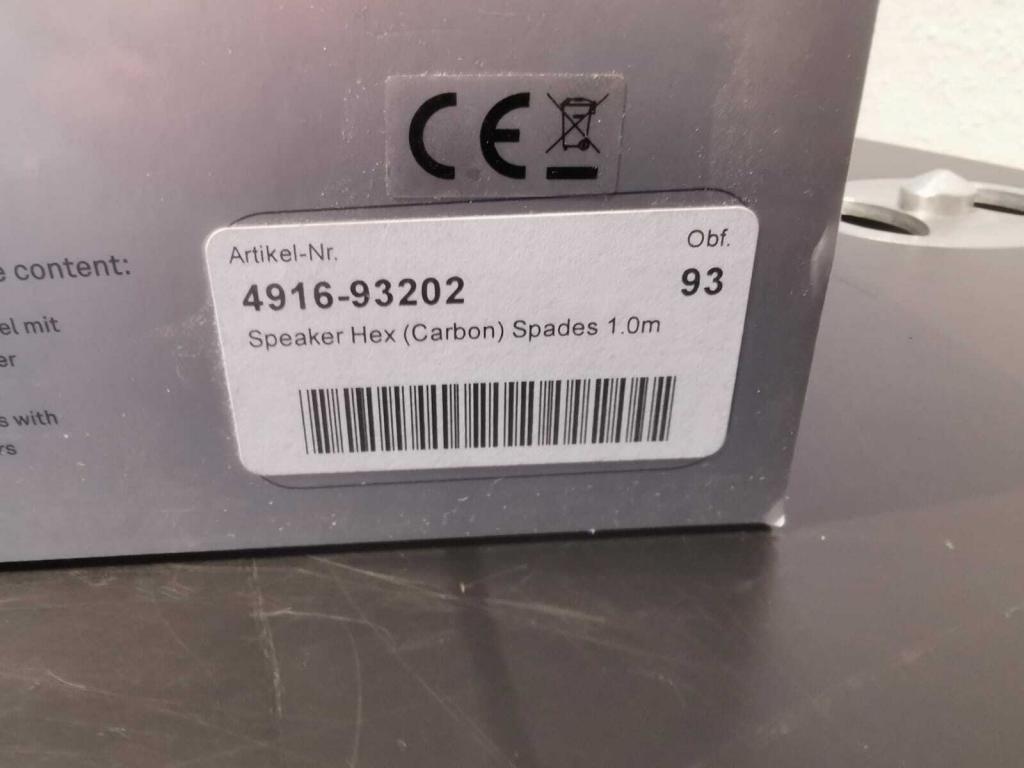 CE
e content:
el mit
er
s with
rs
Artikel-Nr.
Obf.
4916-93202
93
Speaker Hex (Carbon) Spades 1.0m